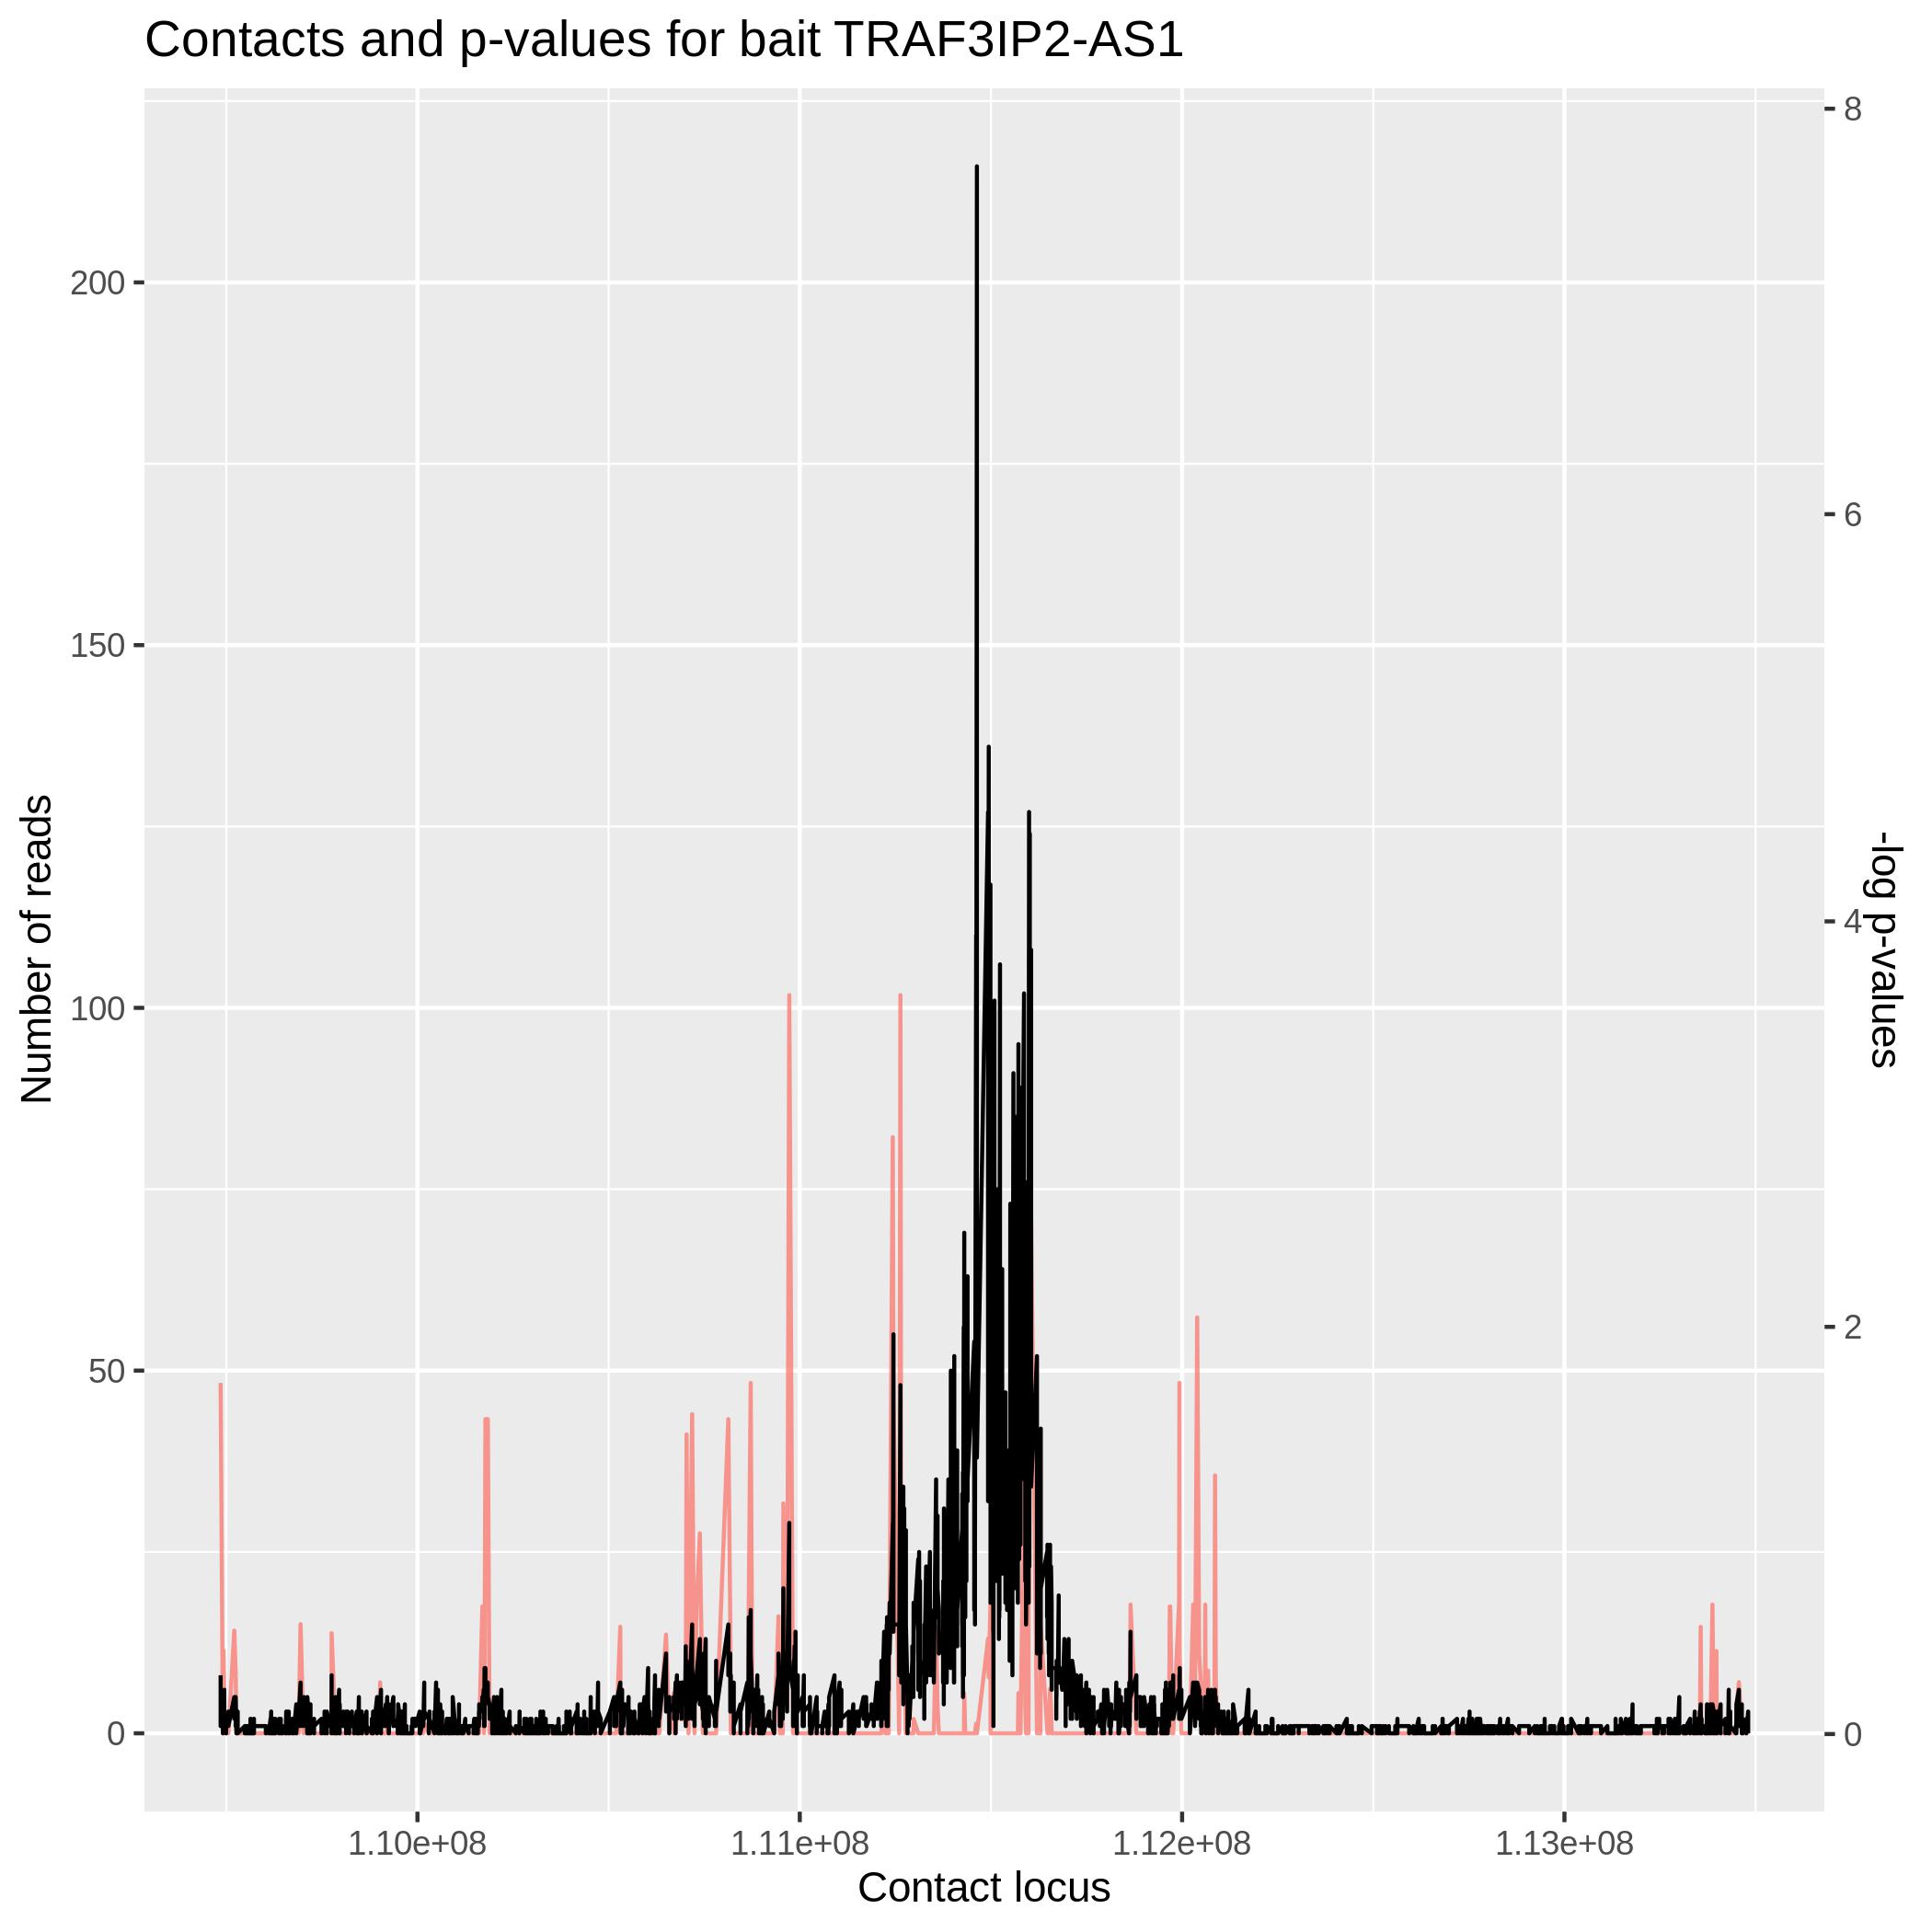 Contacts and p-values for bait TRAF3IP2-AS1
8
200
6
150
Number of reads
-log p-values
4
100
2
50
0
0
1.10e+08
1.11e+08
1.12e+08
1.13e+08
Contact locus